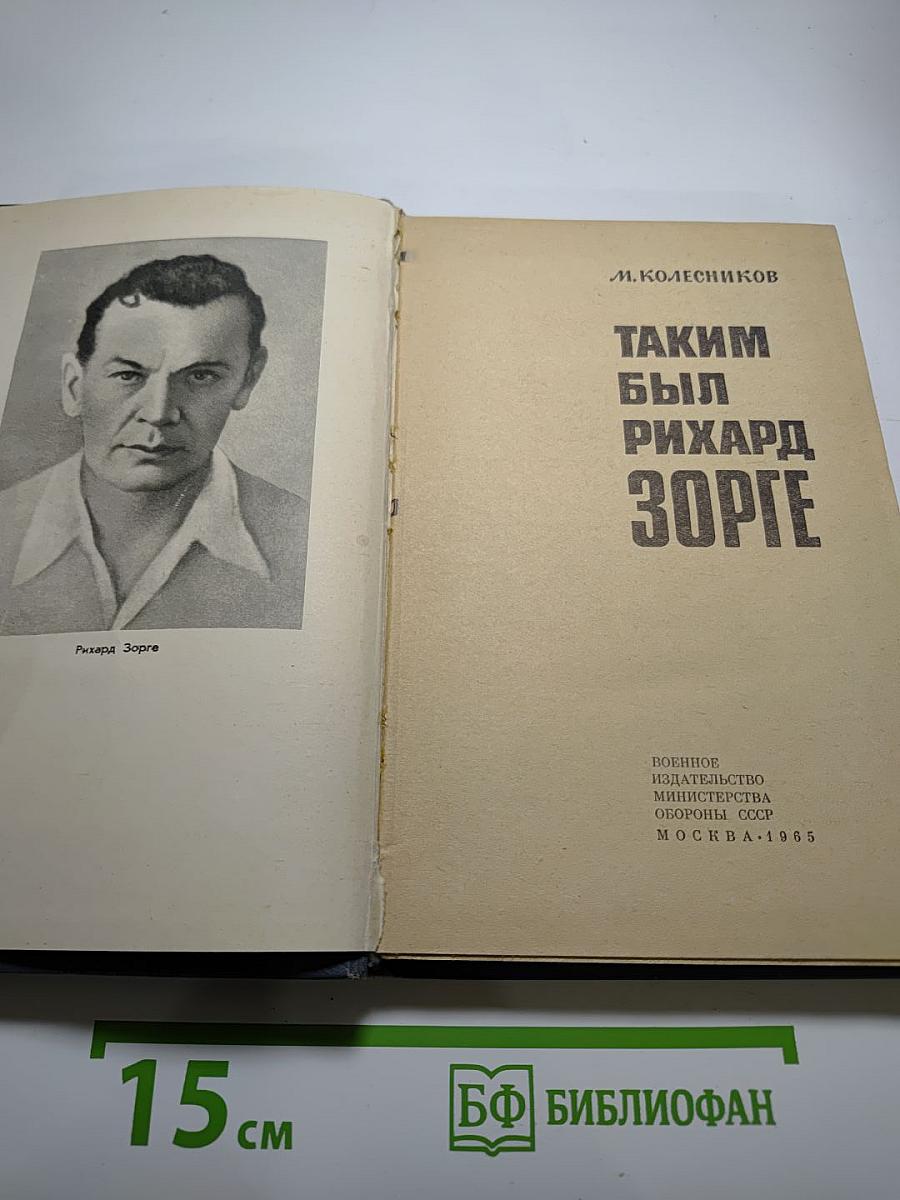 Рихард Зорге
М. КОЛЕСНИКОВ
ТАКИМ
БЫЛ
РИХАРД
ЗОРГЕ
ВОЕННОЕ
ИЗДАТЕЛЬСТВО
МИНИСТЕРСТВА
ОБОРОНЫ СССР
МОСКВА • 1965
15 см
БФ БИБЛИОФАН